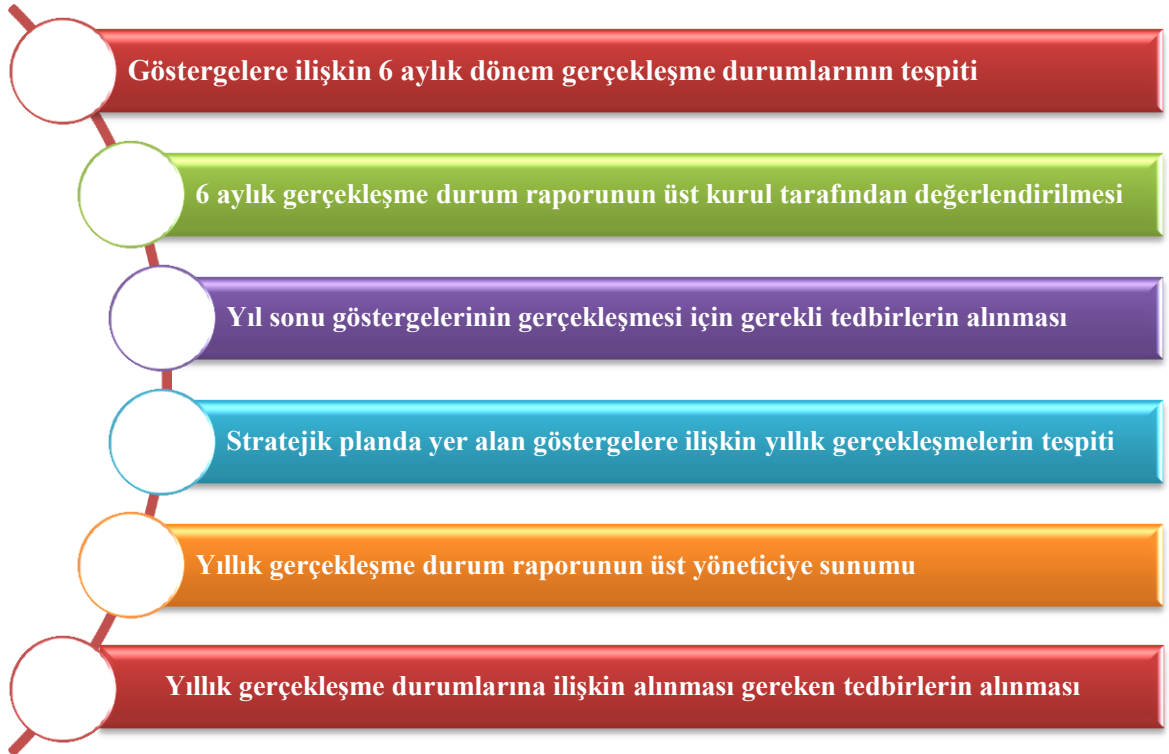 Göstergelere ilişkin 6 aylık dönem gerçekleşme durumlarının tespiti
6 aylık gerçekleşme durum raporunun üst kurul tarafından değerlendirilmesi
Yıl sonu göstergelerinin gerçekleşmesi için gerekli tedbirlerin alınması
Stratejik planda yer alan göstergelere ilişkin yıllık gerçekleşmelerin tespiti
Yıllık gerçekleşme durum raporunun üst yöneticiye sunumu
Yıllık gerçekleşme durumlarına ilişkin alınması gereken tedbirlerin alınması